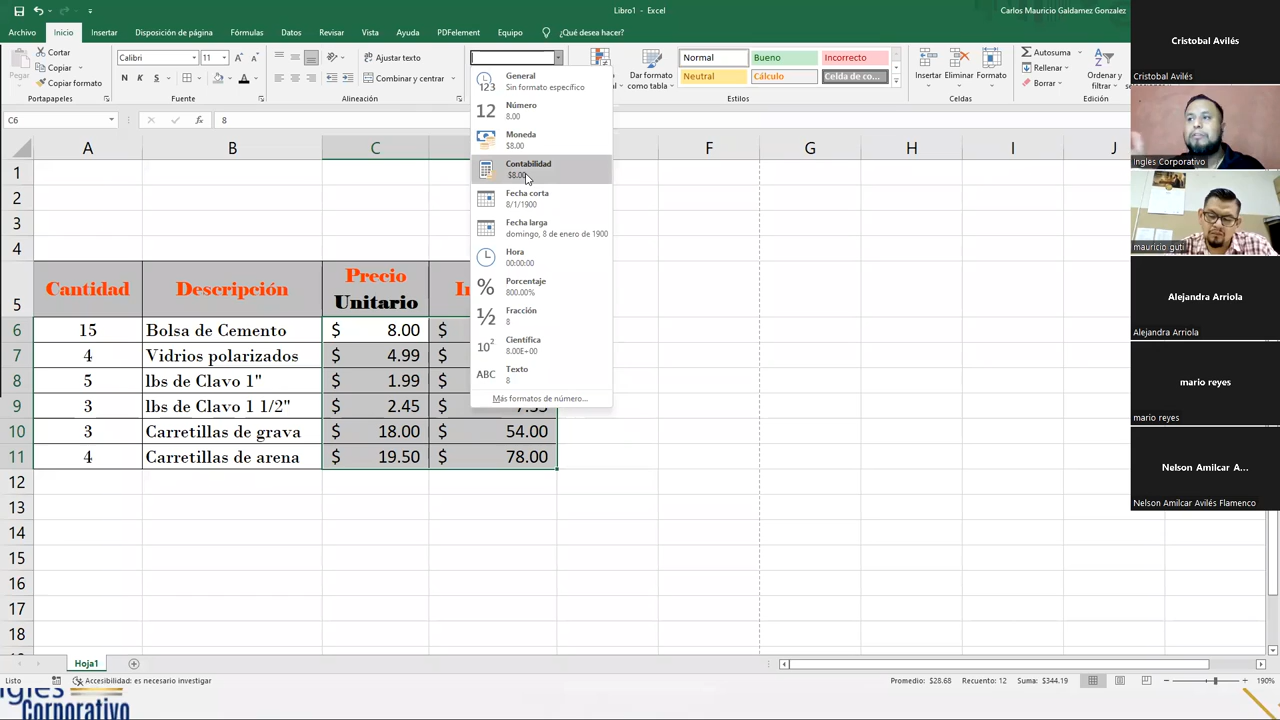 Libro1 - Excel
Carlos Mauricio Galdamez Gonzalez
Archivo Inicio Insertar Disposición de página Fórmulas Datos Revisar Vista Ayuda PDFelement Equipo ¿Qué desea hacer?
Pegar
Cortar
Copiar
Portapapeles
Calibri 11
N K S
Fuente
Ajustar texto
Combinar y centrar
Alineación
Dar formato
como tabla
Normal Bueno Incorrecto
Neutral Cálculo Celda de co...
Estilos
Insertar Eliminar Formato
Celdas
Autosuma
Rellenar
Borrar
Ordenar y
filtrar
Edición
General
Sin formato específico
Número
8.00
Moneda
$8.00
Contabilidad
$8.00
Fecha corta
8/1/1900
Fecha larga
domingo, 8 de enero de 1900
Hora
00:00:00
Porcentaje
800.00%
Fracción
8
Científica
8.00E+00
Texto
8
Más formatos de número...
C6 fx 8
A B C F G H I J
1
2
3
4
5 Cantidad Descripción Precio Unitario
6 15 Bolsa de Cemento $ 8.00 $
7 4 Vidrios polarizados $ 4.99 $
8 5 lbs de Clavo 1" $ 1.99 $
9 3 lbs de Clavo 1 1/2" $ 2.45 $ 7.35
10 3 Carretillas de grava $ 18.00 $ 54.00
11 4 Carretillas de arena $ 19.50 $ 78.00
12
13
14
15
16
17
18
Hoja1
Listo Accesibilidad: es necesario investigar Promedio: $28.68 Recuento: 12 Suma: $344.19 190%
Inglés
Corporativo
Cristobal Avilés
Cristobal Avilés
Ingles Corporativo
mauricio guti
Alejandra Arriola
Alejandra Arriola
mario reyes
mario reyes
Nelson Amilcar A...
Nelson Amilcar Avilés Flamenco